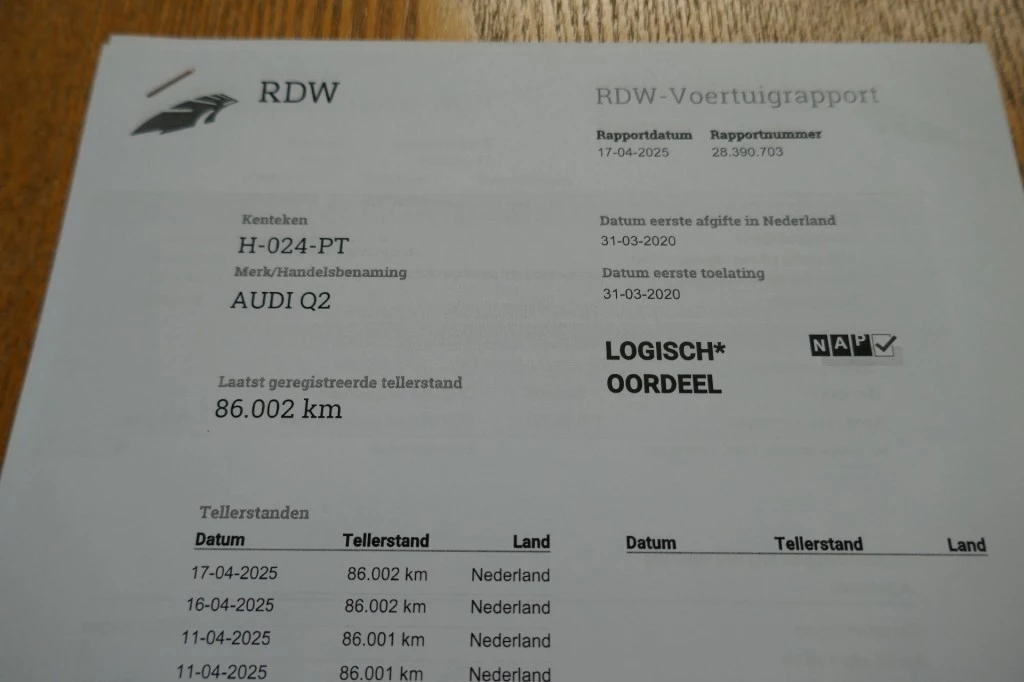 RDW
RDW-Voertuigrapport
Rapportdatum Rapportnummer
17-04-2025 28.390.703
Kenteken
H-024-PT
Merk/Handelsbenaming
AUDI Q2
Datum eerste afgifte in Nederland
31-03-2020
Datum eerste toelating
31-03-2020
LOGISCH*
OORDEEL
NAP
Laatst geregistreerde tellerstand
86.002 km
Tellerstanden
Datum Tellerstand Land
17-04-2025 86.002 km Nederland
16-04-2025 86.002 km Nederland
11-04-2025 86.001 km Nederland
11-04-2025 86.001 km Nederland
Datum Tellerstand Land